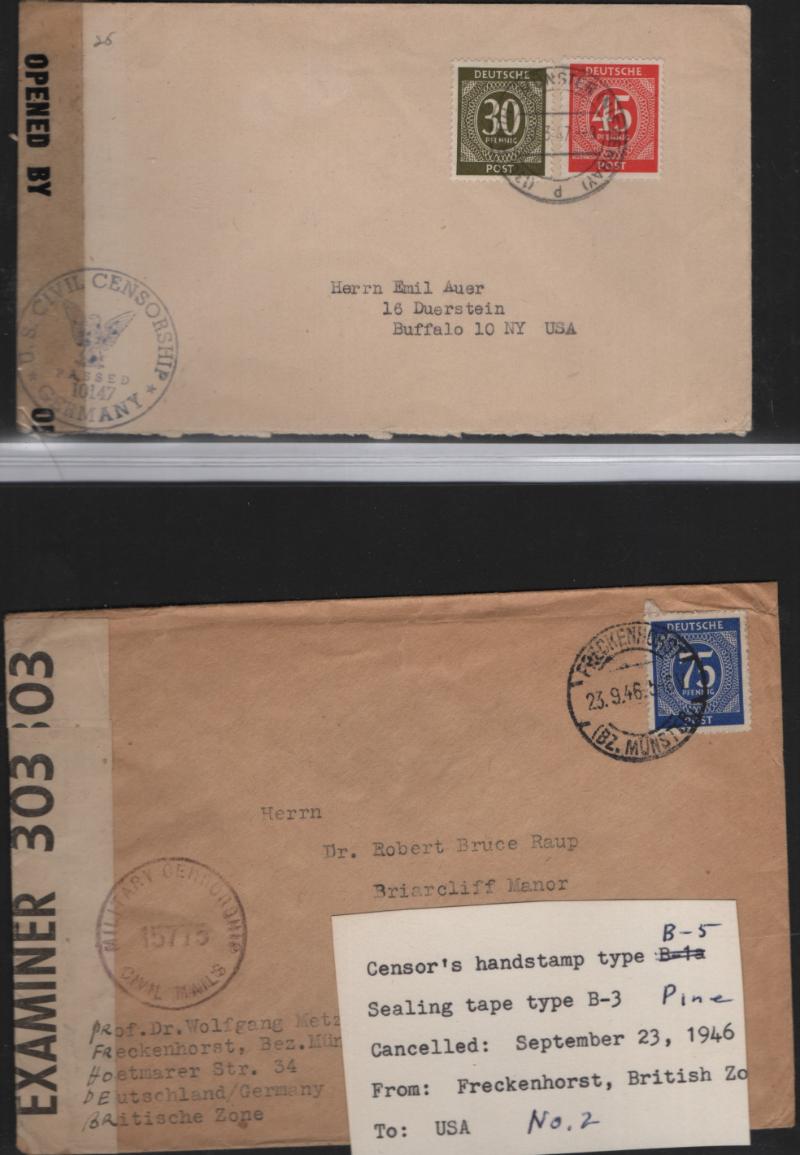 26
OPENED BY
DEUTSCHE
30
PFENNIG
POST
DEUTSCHE
45
PFENNIG
POST
Herrn Emil Auer
16 Duerstein
Buffalo 10 NY USA
U.S. CIVIL CENSORSHIP
PASSED
10147
GERMANY
EXAMINER 303 303
DEUTSCHE
75
PFENNIG
POST
FRECKENHORST
23.9.46
(BZ. MÜNSTER)
Herrn
Dr. Robert Bruce Raup
Briarcliff Manor
MILITARY CENSORSHIP
15775
CIVIL MAILS
Prof.Dr.Wolfgang Metz
Freckenhorst, Bez.Mün
Hoetmarer Str. 34
DEutschland/Germany
BRitische Zone
B-5
Censor's handstamp type B-1a
Sealing tape type B-3 Pine
Cancelled: September 23, 1946
From: Freckenhorst, British Zo
To: USA No.2